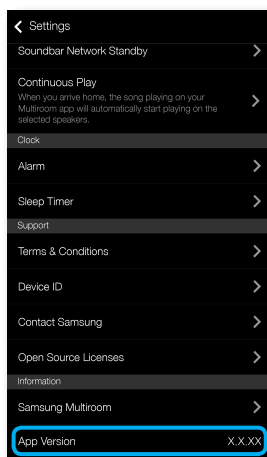 Settings
Soundbar Network Standby
Continuous Play
When you arrive home, the song playing on your
Multiroom app will automatically start playing on the
selected speakers.
Clock
Alarm
Sleep Timer
Support
Terms & Conditions
Device ID
Contact Samsung
Open Source Licenses
Information
Samsung Multiroom
App Version X.X.XX